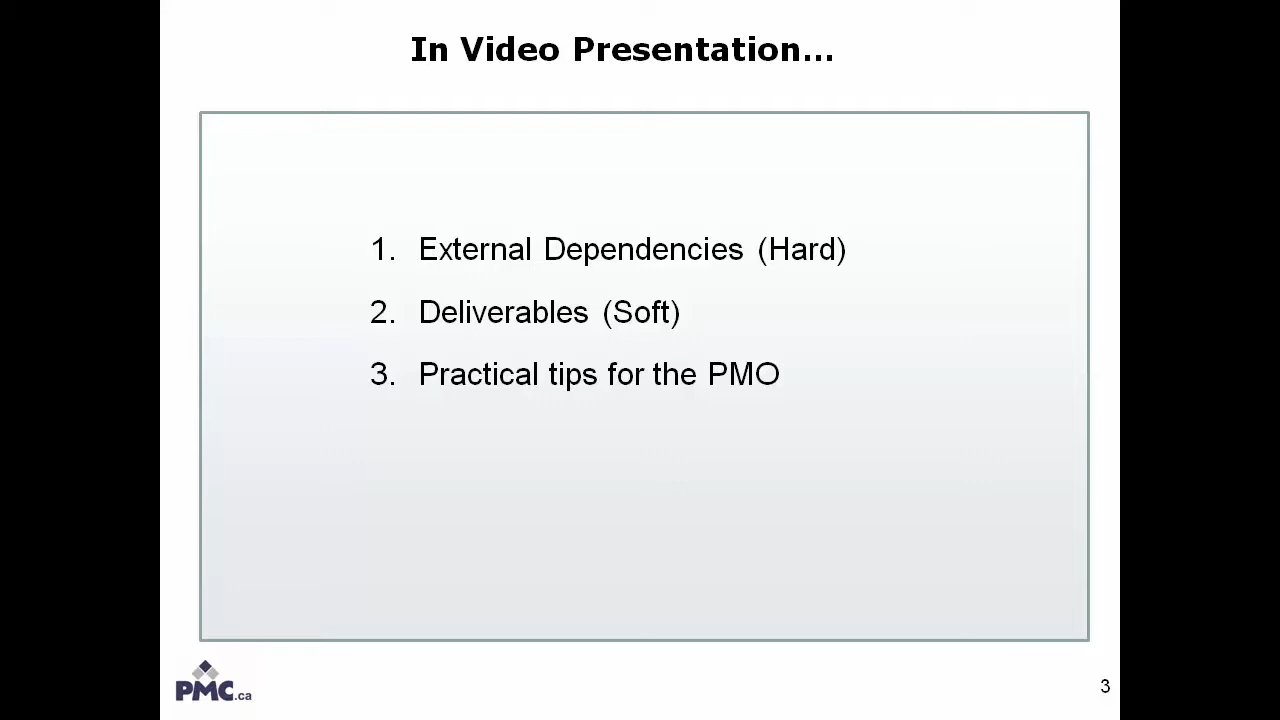 In Video Presentation...
1. External Dependencies (Hard)
2. Deliverables (Soft)
3. Practical tips for the PMO
PMC.ca
3